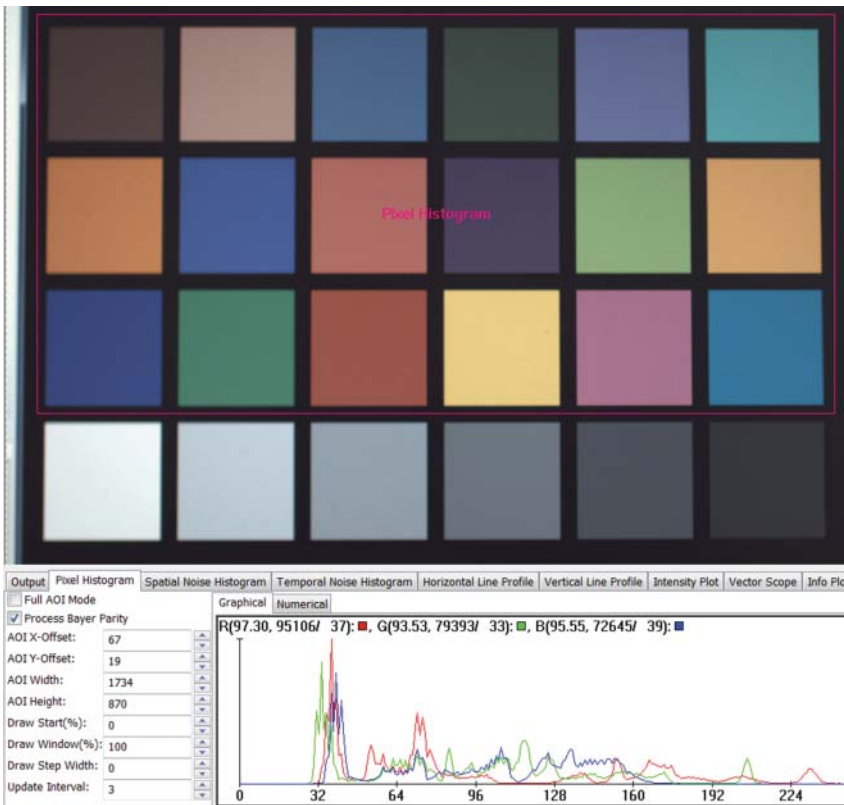 Pixel Histogram
Output Pixel Histogram Spatial Noise Histogram Temporal Noise Histogram Horizontal Line Profile Vertical Line Profile Intensity Plot Vector Scope Info Plo
Full AOI Mode
Process Bayer Parity
AOI X-Offset: 67
AOI Y-Offset: 19
AOI Width: 1734
AOI Height: 870
Draw Start(%): 0
Draw Window(%): 100
Draw Step Width: 0
Update Interval: 3
Graphical Numerical
R(97.30, 95106/ 37): , G(93.53, 79393/ 33): , B(95.55, 72645/ 39):
0 32 64 96 128 160 192 224